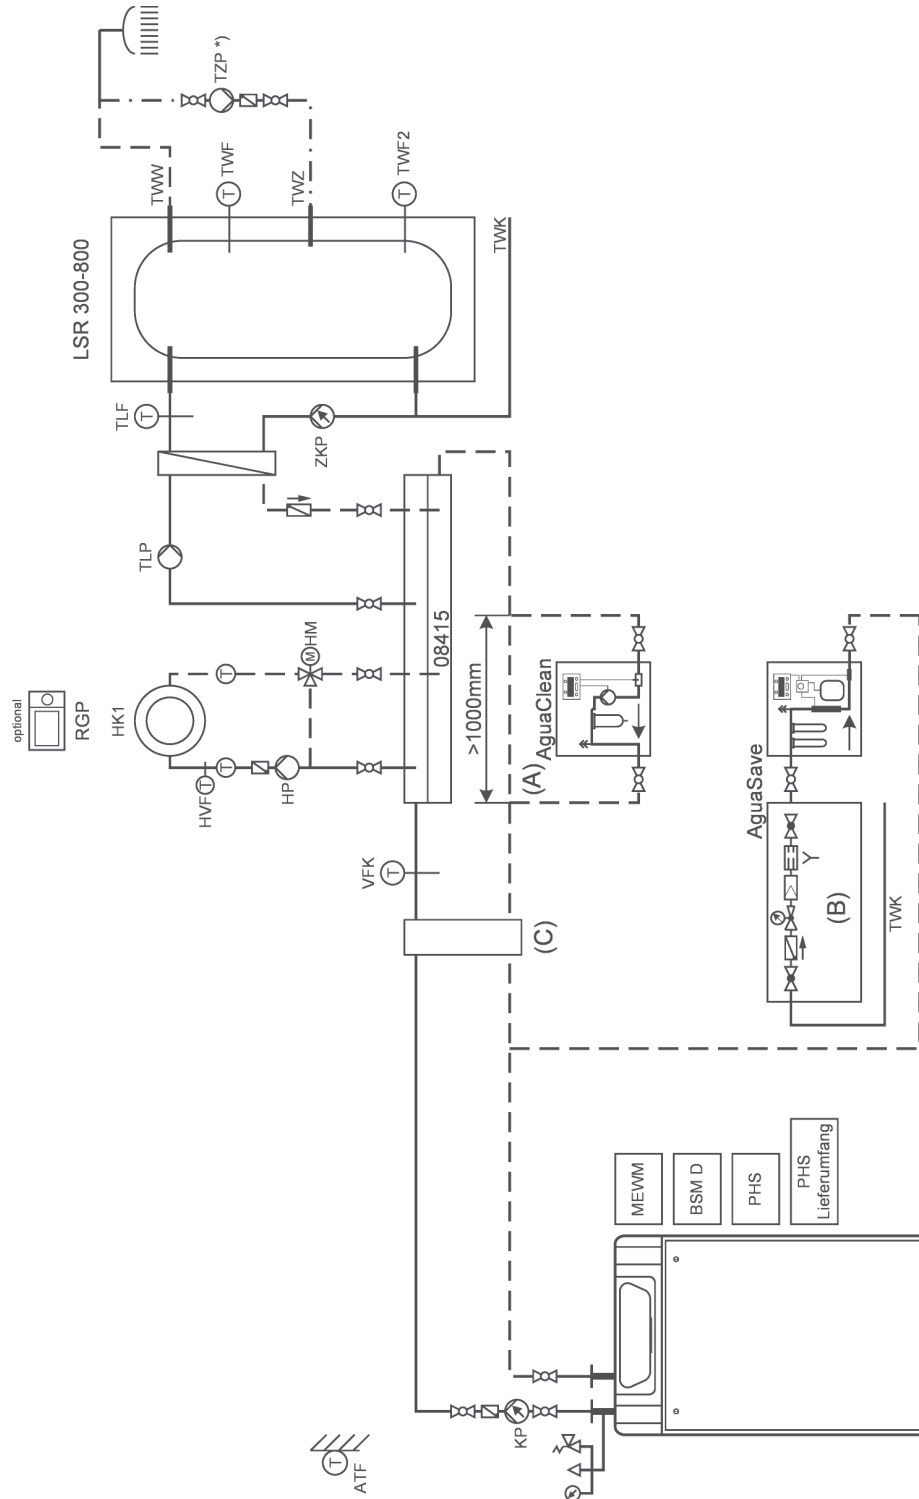 optional
RGP
HK1
HVF
T
T
T
HP
M
HM
TLP
TLF
T
ZKP
LSR 300-800
TWW
TWF
T
TWZ
TWF2
T
TZP *)
TWK
08415
>1000mm
(A)
AguaClean
VFK
T
(C)
AguaSave
Y
(B)
TWK
MEWM
BSM D
PHS
PHS
Lieferumfang
KP
ATF
T